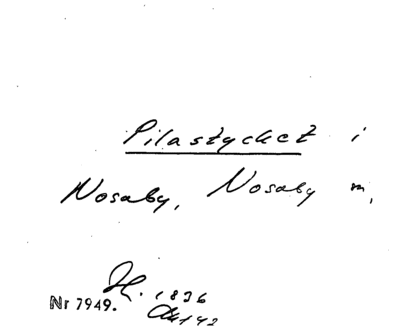 Pilastycket i
Nosaby, Nosaby m,
H. 1836
Nr 7949.